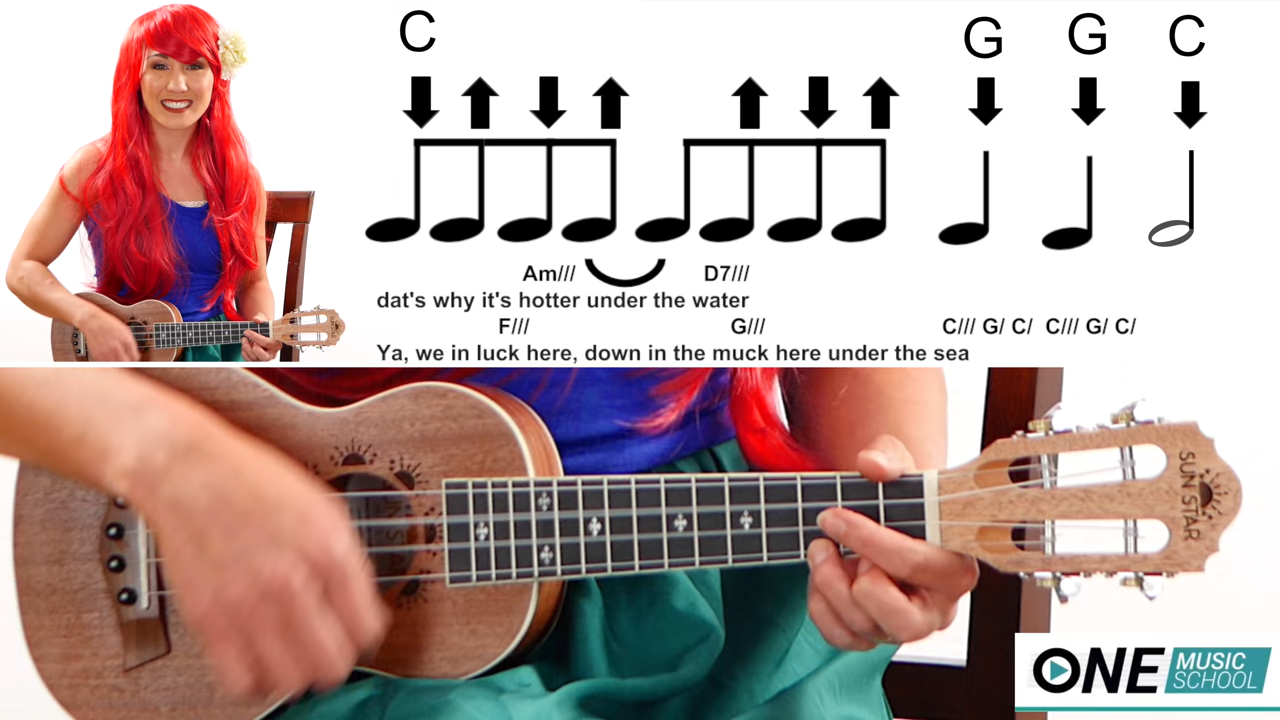 C G G C
Am/// D7///
dat's why it's hotter under the water
F/// G/// C/// G/ C/ C/// G/ C/
Ya, we in luck here, down in the muck here under the sea
SUN STAR
ONE MUSIC
SCHOOL